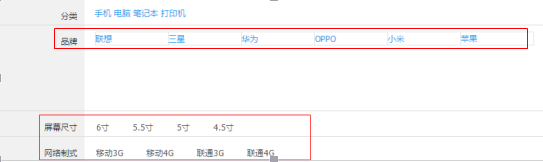 分类 手机 电脑 笔记本 打印机
品牌 联想 三星 华为 OPPO 小米 苹果
屏幕尺寸 6寸 5.5寸 5寸 4.5寸
网络制式 移动3G 移动4G 联通3G 联通4G